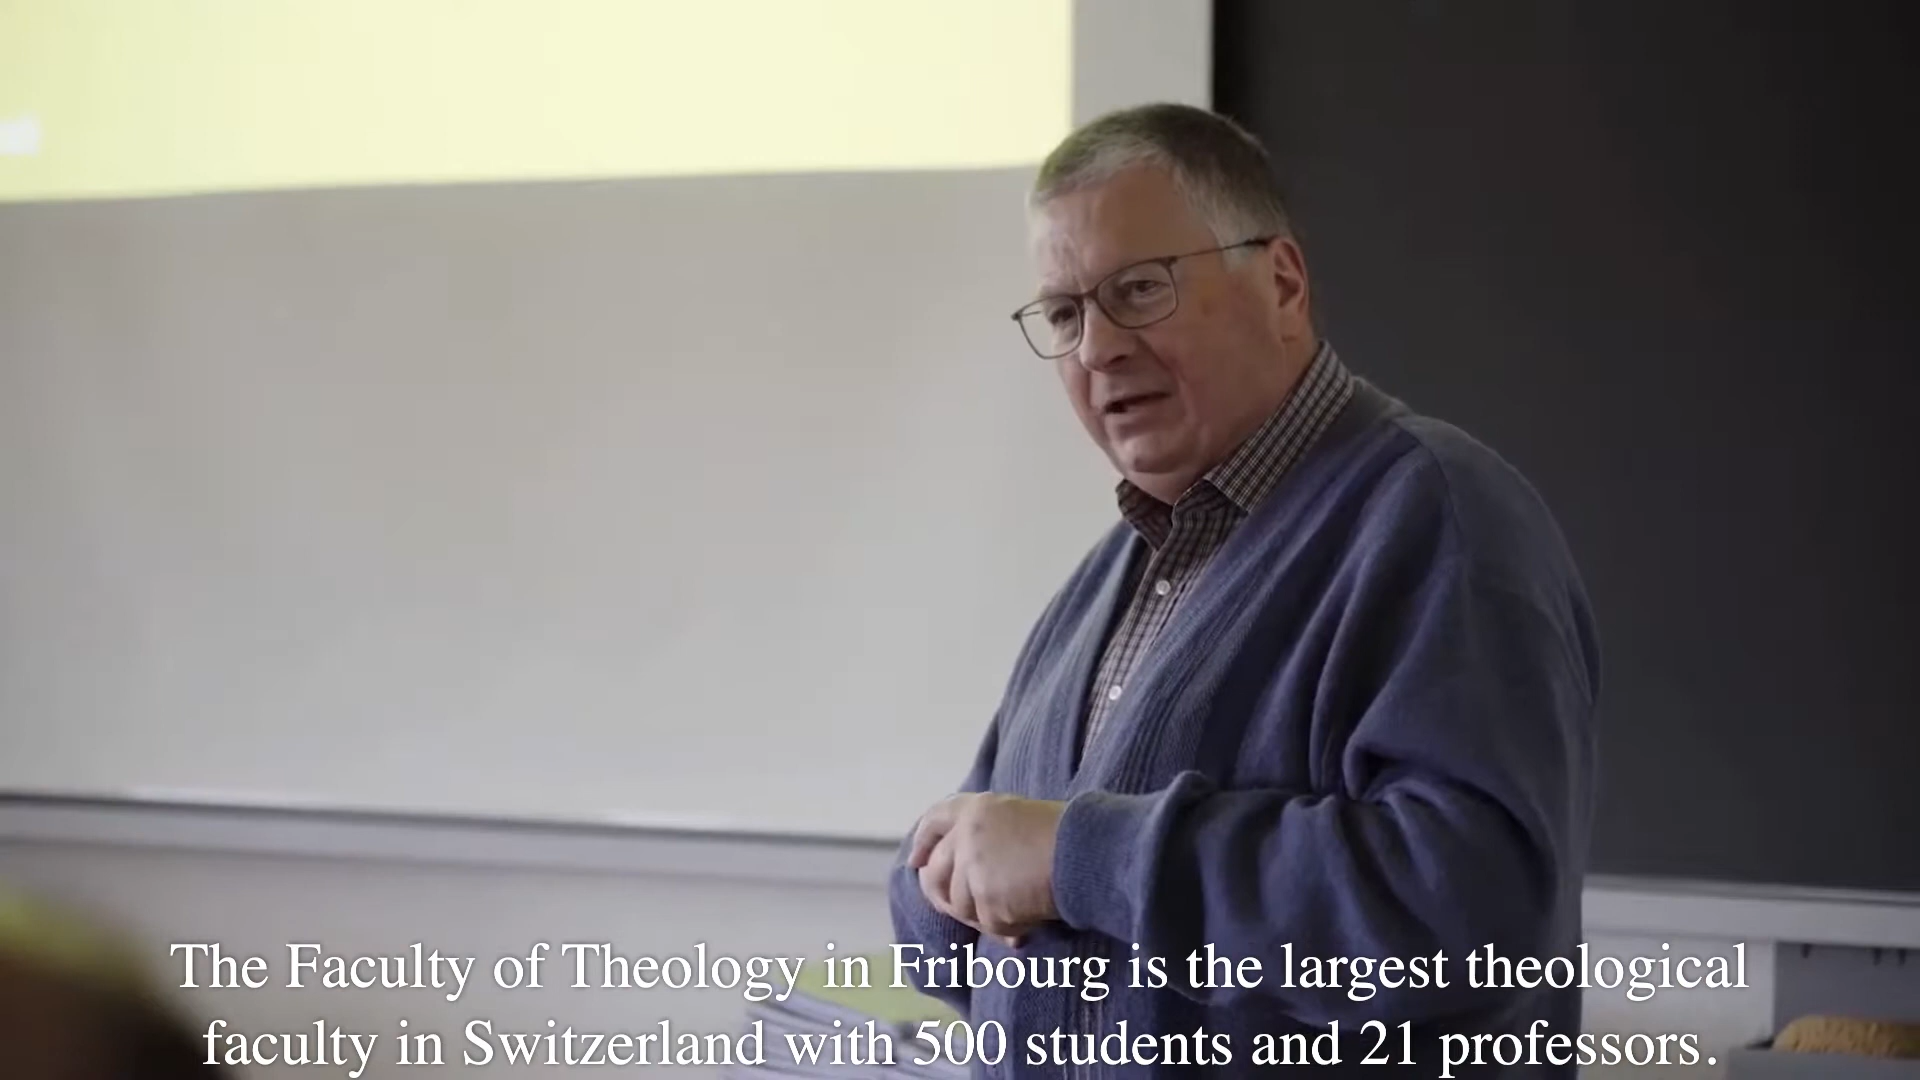 The Faculty of Theology in Fribourg is the largest theological
faculty in Switzerland with 500 students and 21 professors.